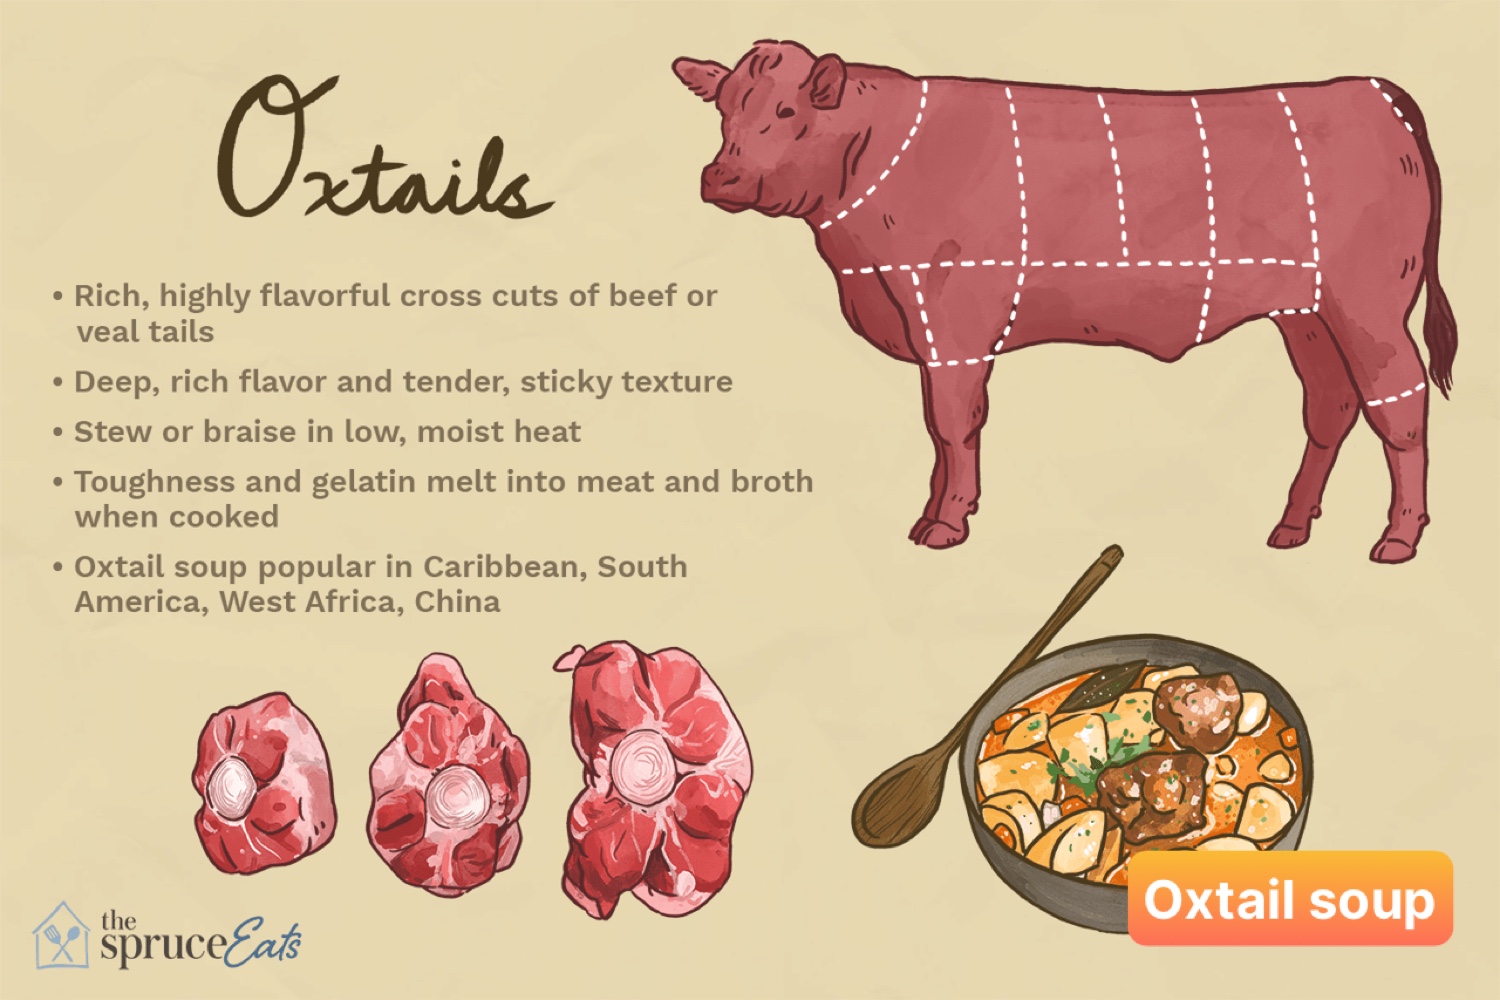 Oxtails
• Rich, highly flavorful cross cuts of beef or
veal tails
• Deep, rich flavor and tender, sticky texture
• Stew or braise in low, moist heat
• Toughness and gelatin melt into meat and broth
when cooked
• Oxtail soup popular in Caribbean, South
America, West Africa, China
Oxtail soup
the
spruce Eats